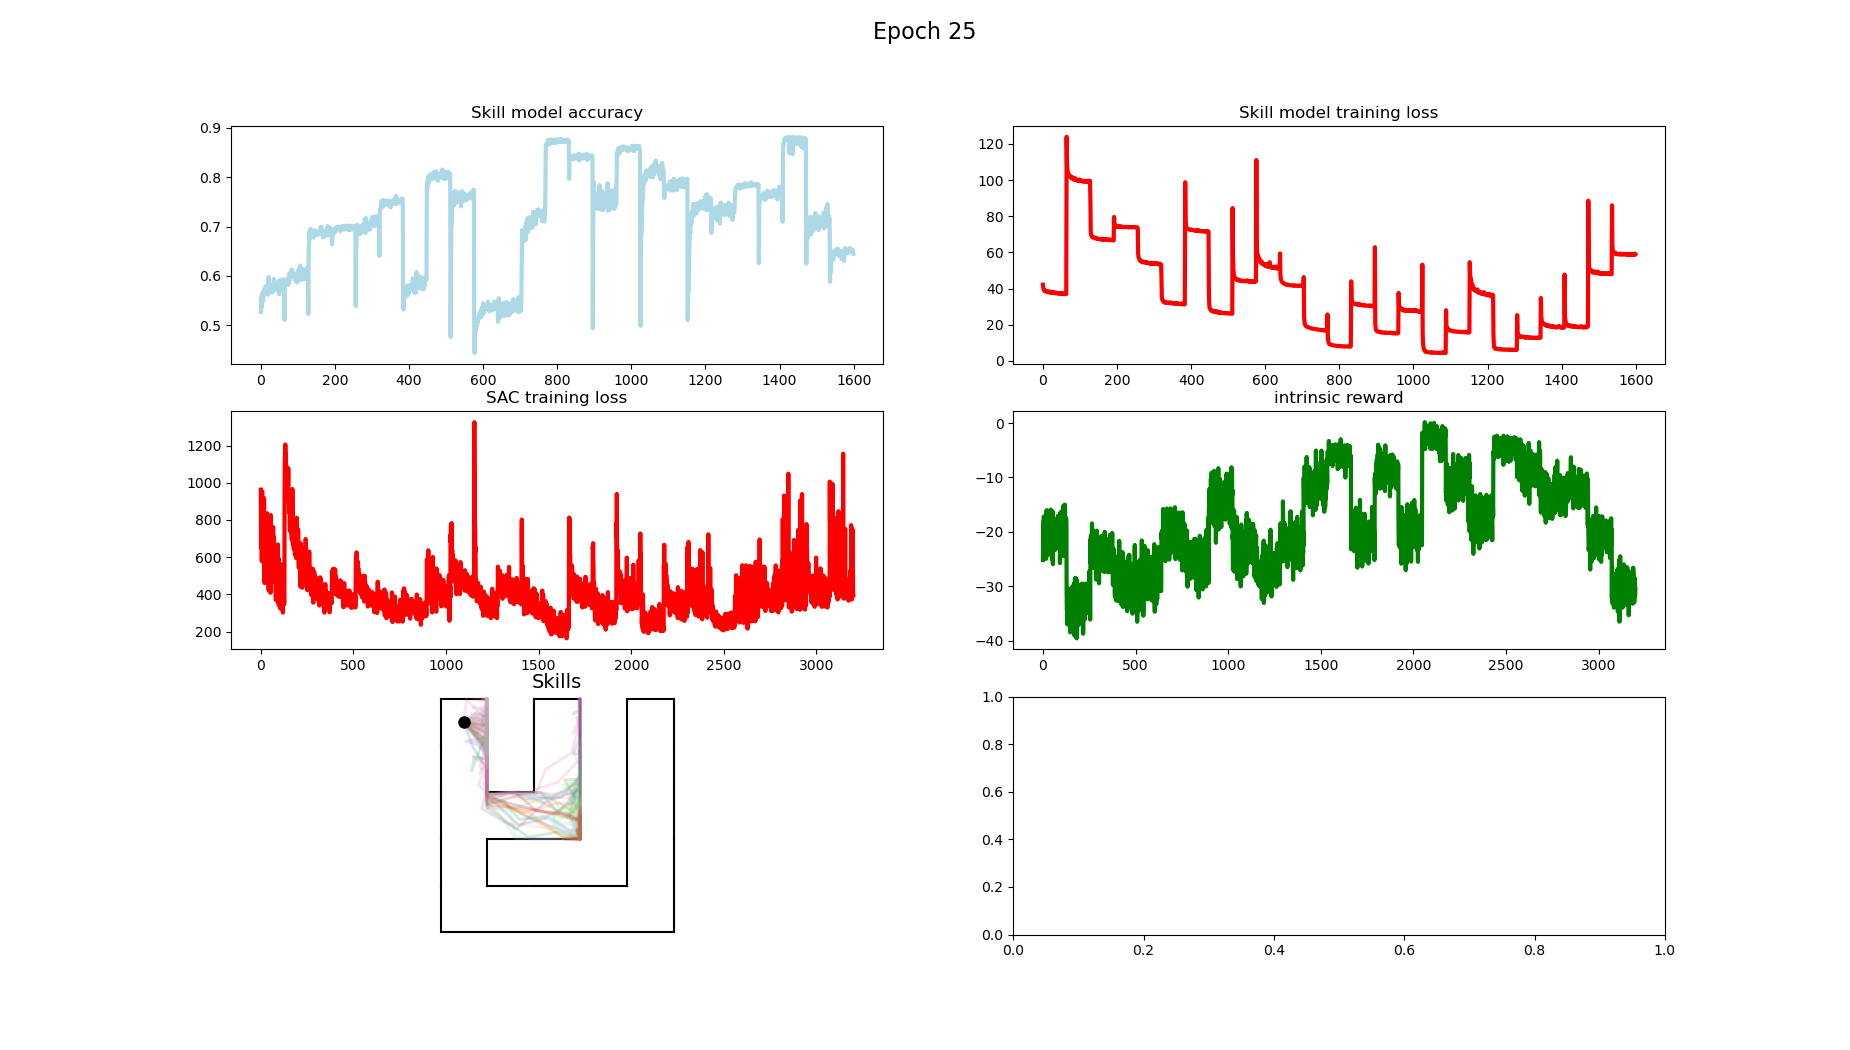 Epoch 25
Skill model accuracy
0.9
0.8
0.7
0.6
0.5
0 200 400 600 800 1000 1200 1400 1600
Skill model training loss
120
100
80
60
40
20
0
0 200 400 600 800 1000 1200 1400 1600
SAC training loss
1200
1000
800
600
400
200
0 500 1000 1500 2000 2500 3000
intrinsic reward
0
−10
−20
−30
−40
0 500 1000 1500 2000 2500 3000
Skills
1.0
0.8
0.6
0.4
0.2
0.0
0.0 0.2 0.4 0.6 0.8 1.0